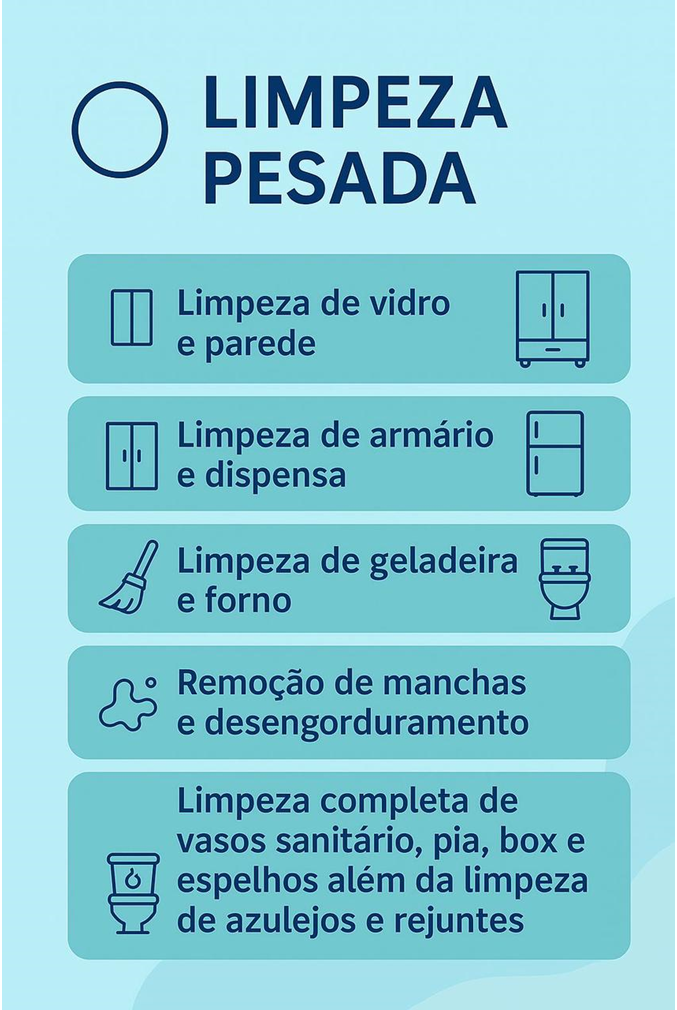 LIMPEZA
PESADA
Limpeza de vidro
e parede
Limpeza de armário
e dispensa
Limpeza de geladeira
e forno
Remoção de manchas
e desengorduramento
Limpeza completa de
vasos sanitário, pia, box e
espelhos além da limpeza
de azulejos e rejuntes